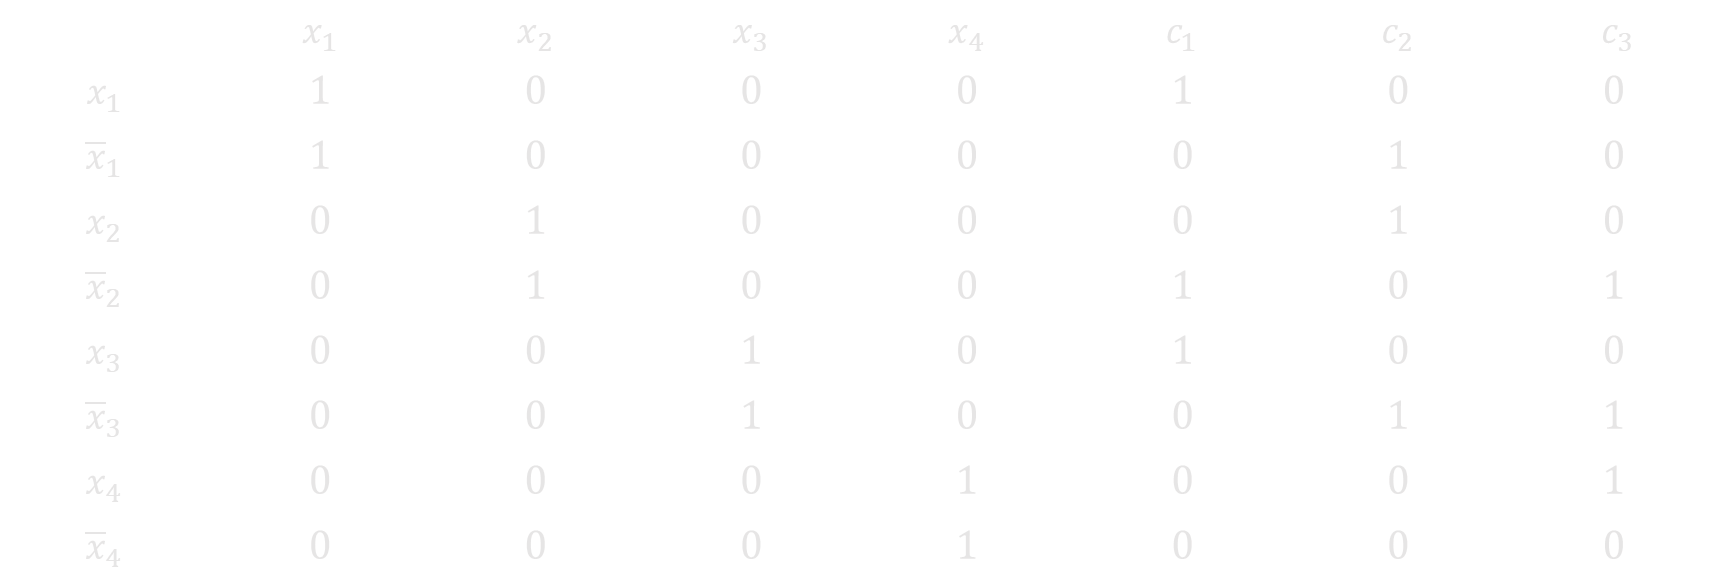 x₁ x₂ x₃ x₄ c₁ c₂ c₃
x₁ 1 0 0 0 1 0 0
x̅₁ 1 0 0 0 0 1 0
x₂ 0 1 0 0 0 1 0
x̅₂ 0 1 0 0 1 0 1
x₃ 0 0 1 0 1 0 0
x̅₃ 0 0 1 0 0 1 1
x₄ 0 0 0 1 0 0 1
x̅₄ 0 0 0 1 0 0 0